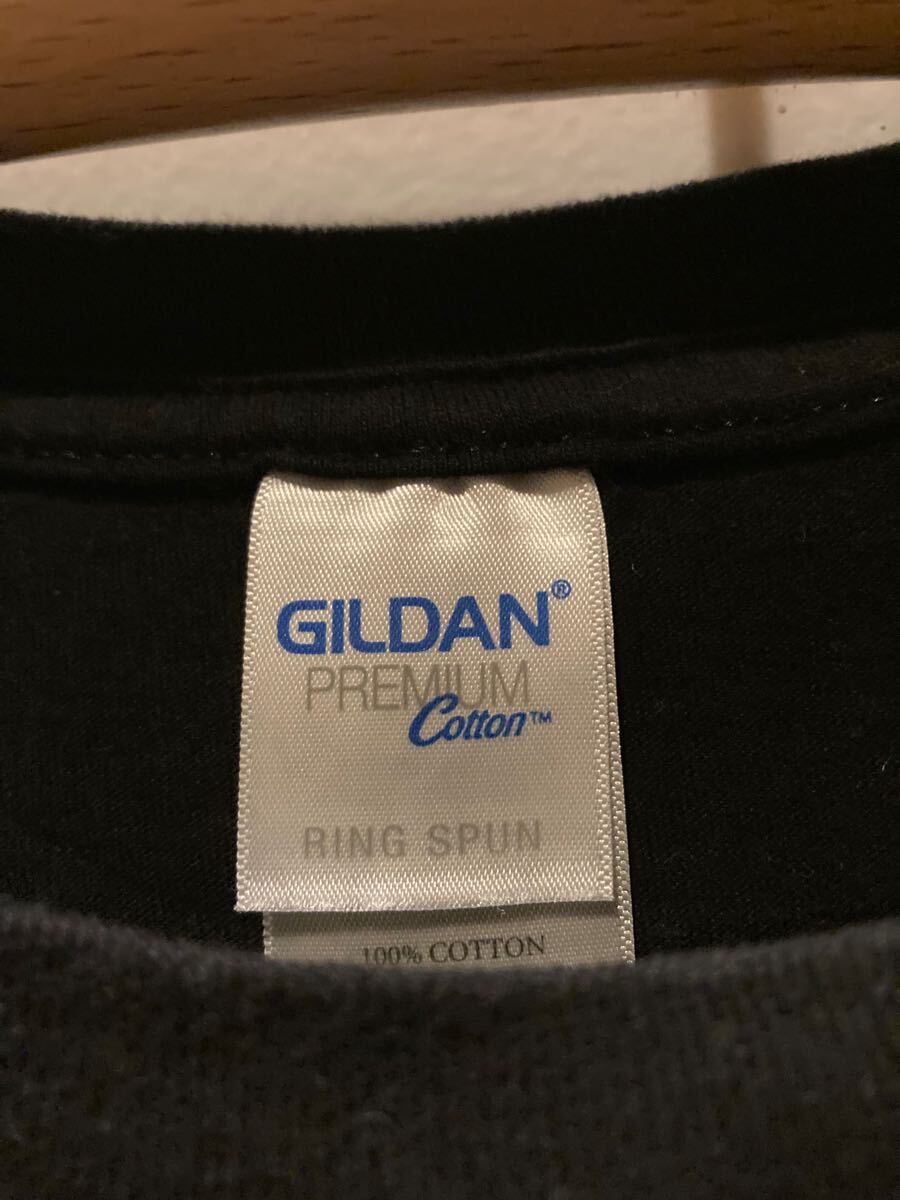 GILDAN®
PREMIUM
Cotton™
RING SPUN
100% COTTON